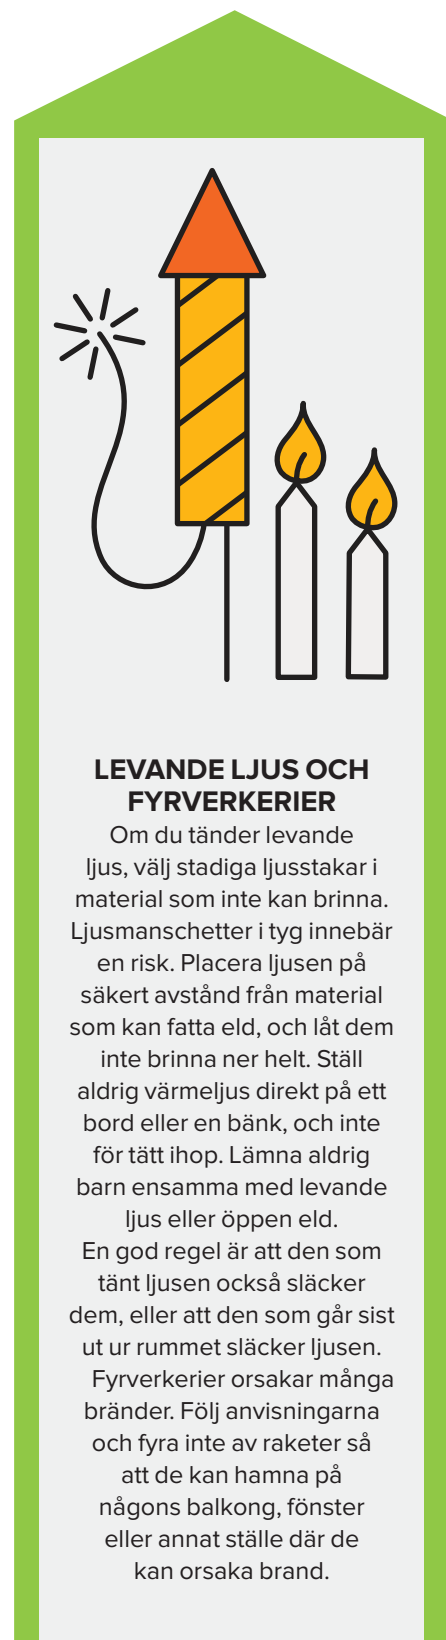 LEVANDE LJUS OCH
FYRVERKERIER
Om du tänder levande
ljus, välj stadiga ljusstakar i
material som inte kan brinna.
Ljusmanschetter i tyg innebär
en risk. Placera ljusen på
säkert avstånd från material
som kan fatta eld, och låt dem
inte brinna ner helt. Ställ
aldrig värmeljus direkt på ett
bord eller en bänk, och inte
för tätt ihop. Lämna aldrig
barn ensamma med levande
ljus eller öppen eld.
En god regel är att den som
tänt ljusen också släcker
dem, eller att den som går sist
ut ur rummet släcker ljusen.
Fyrverkerier orsakar många
bränder. Följ anvisningarna
och fyra inte av raketer så
att de kan hamna på
någons balkong, fönster
eller annat ställe där de
kan orsaka brand.